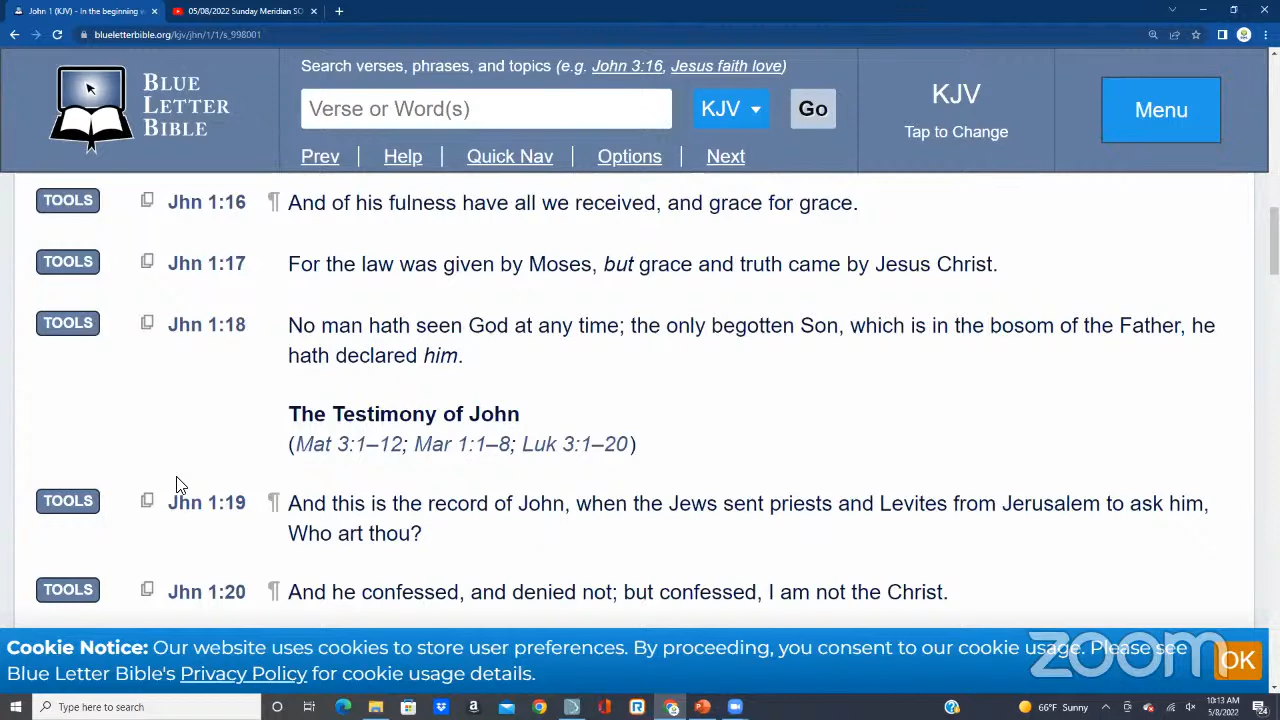 John 1 (KJV) - In the beginning w
05/08/2022 Sunday Meridian SO
blueletterbible.org/kjv/jhn/1/1/s_998001
BLUE
LETTER
BIBLE
Search verses, phrases, and topics (e.g. John 3:16, Jesus faith love)
Verse or Word(s)
KJV
Go
Prev
Help
Quick Nav
Options
Next
KJV
Tap to Change
Menu
TOOLS Jhn 1:16 ¶ And of his fulness have all we received, and grace for grace.
TOOLS Jhn 1:17 For the law was given by Moses, but grace and truth came by Jesus Christ.
TOOLS Jhn 1:18 No man hath seen God at any time; the only begotten Son, which is in the bosom of the Father, he
hath declared him.
The Testimony of John
(Mat 3:1–12; Mar 1:1–8; Luk 3:1–20)
TOOLS Jhn 1:19 ¶ And this is the record of John, when the Jews sent priests and Levites from Jerusalem to ask him,
Who art thou?
TOOLS Jhn 1:20 ¶ And he confessed, and denied not; but confessed, I am not the Christ.
Cookie Notice: Our website uses cookies to store user preferences. By proceeding, you consent to our cookie usage. Please see
Blue Letter Bible's Privacy Policy for cookie usage details.
OK
zoom
Type here to search
66°F Sunny
10:13 AM
5/8/2022
24